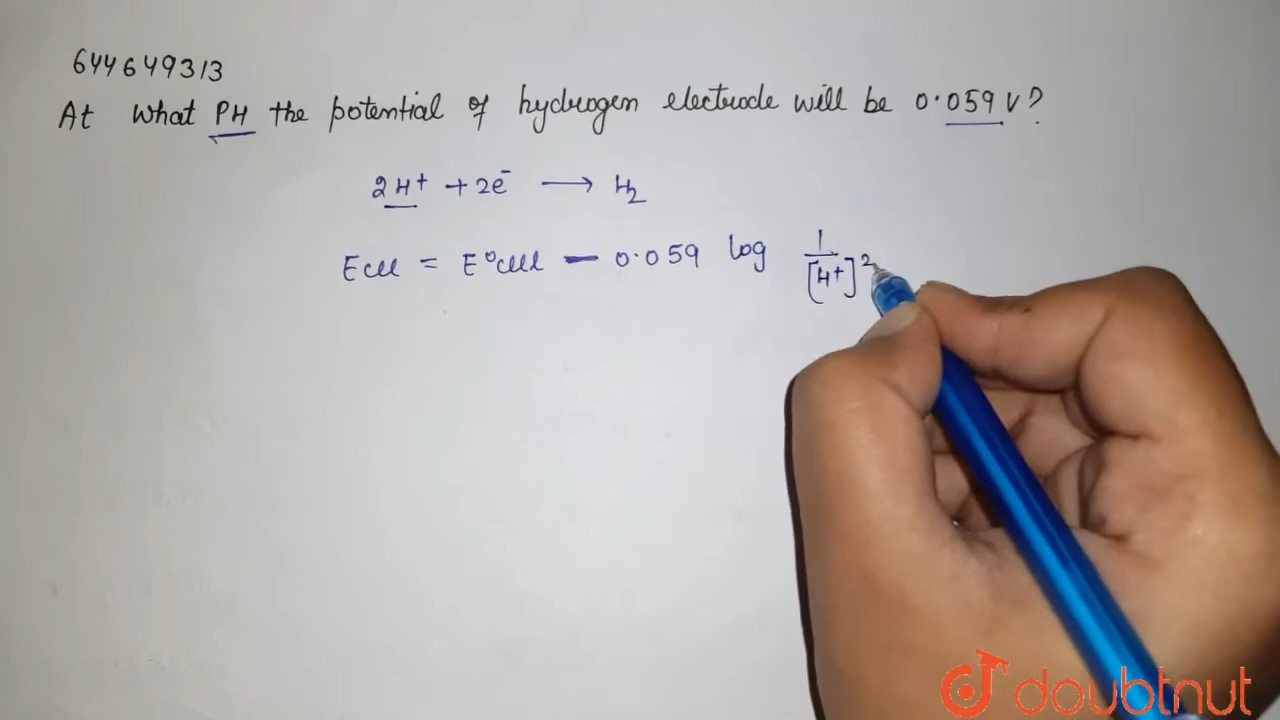 644649313
At what PH the potential of hydrogen electrode will be 0.059 V?
2H⁺ + 2e⁻ → H₂
Ecell = E°cell - 0.059 log 1/[H⁺]²
doubtnut